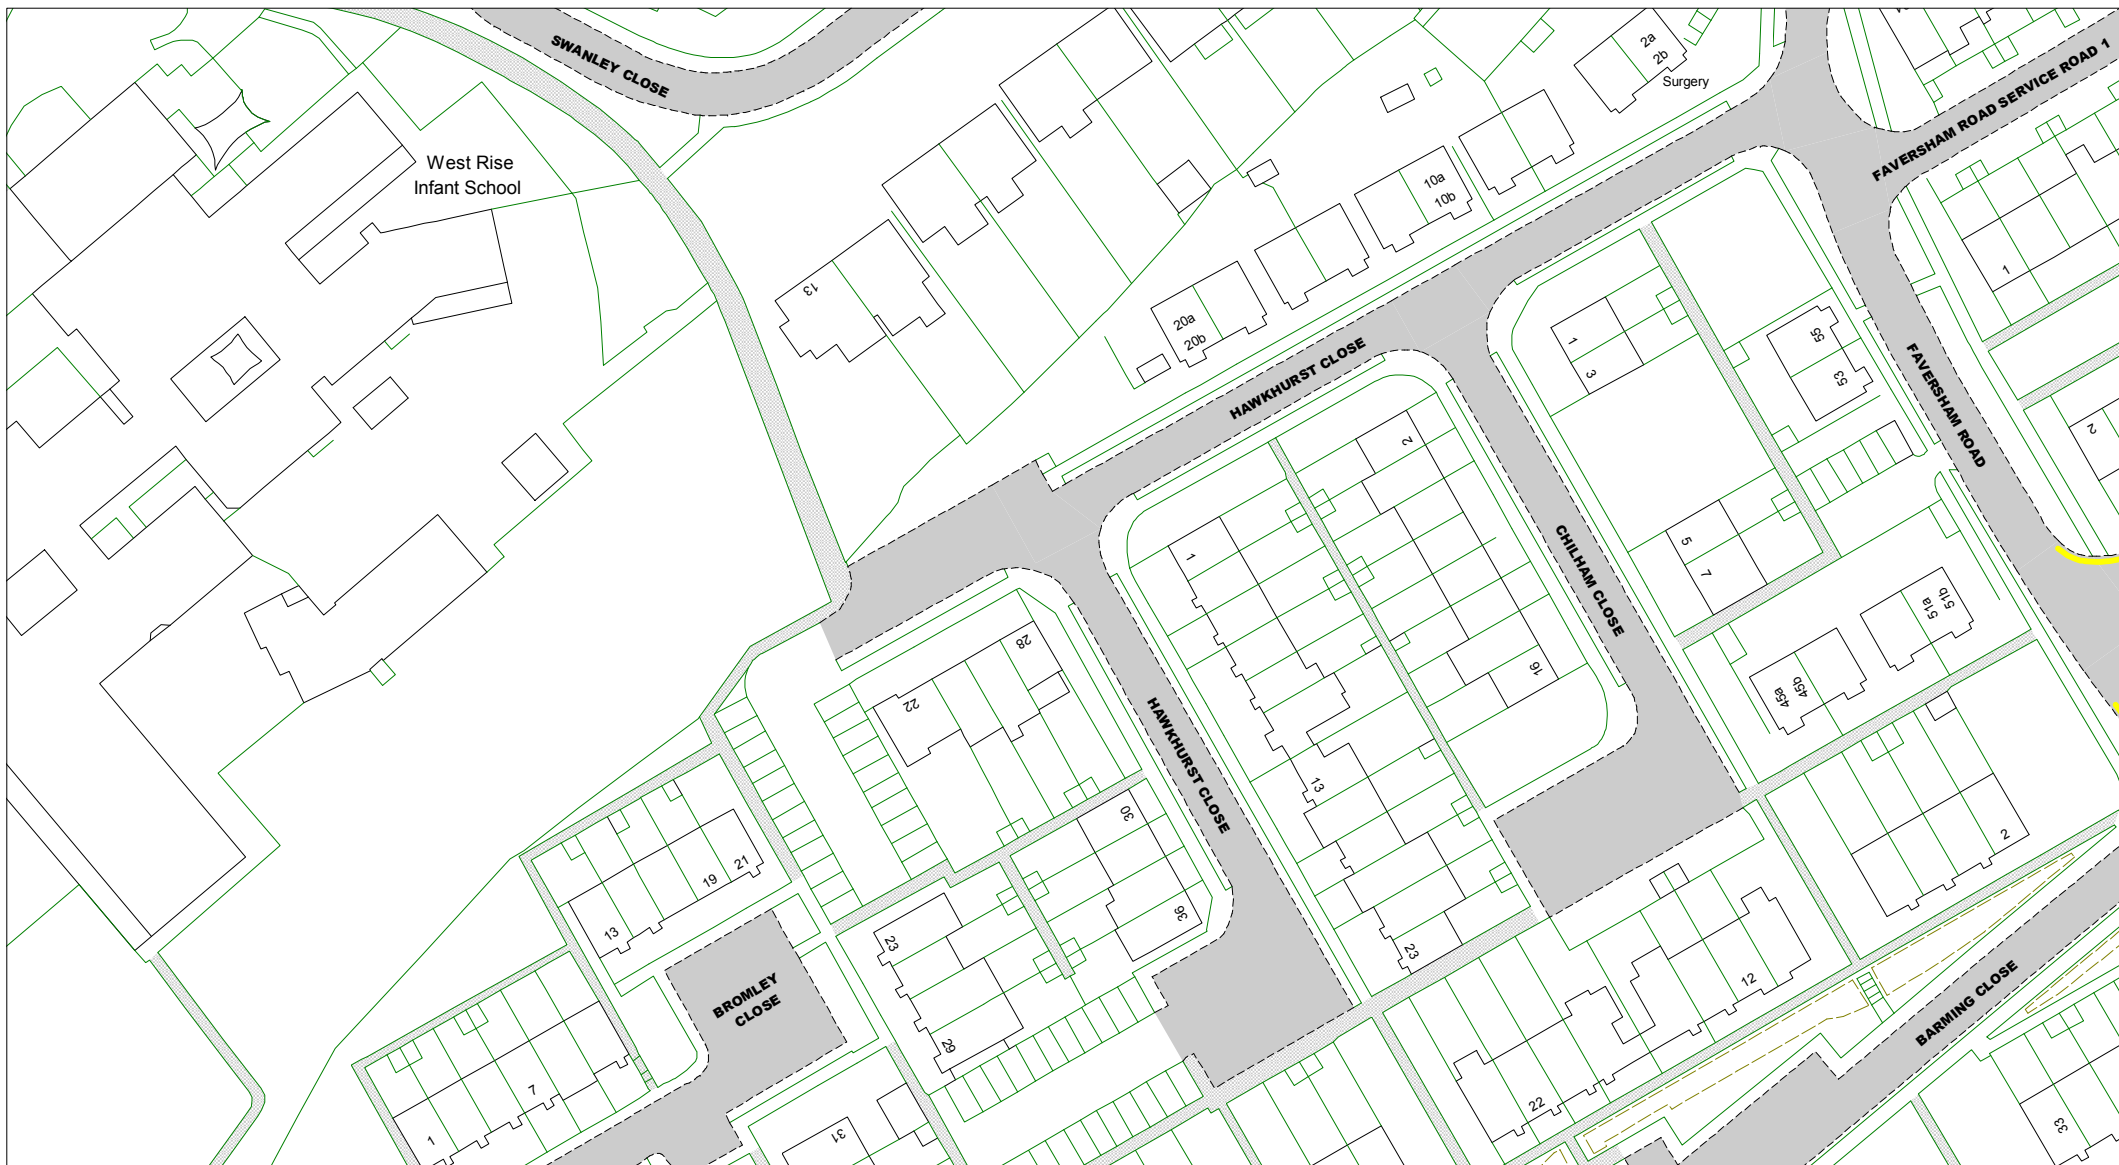 SWANLEY CLOSE
2a
2b
Surgery
FAVERSHAM ROAD SERVICE ROAD 1
West Rise
Infant School
10a
10b
1
13
20a
20b
HAWKHURST CLOSE
1
3
55
53
FAVERSHAM ROAD
2
2
1
5
7
CHILHAM CLOSE
51a
51b
45a
45b
28
22
16
HAWKHURST CLOSE
13
30
36
2
21
19
13
23
29
23
12
BROMLEY
CLOSE
BARMING CLOSE
7
1
31
22
33